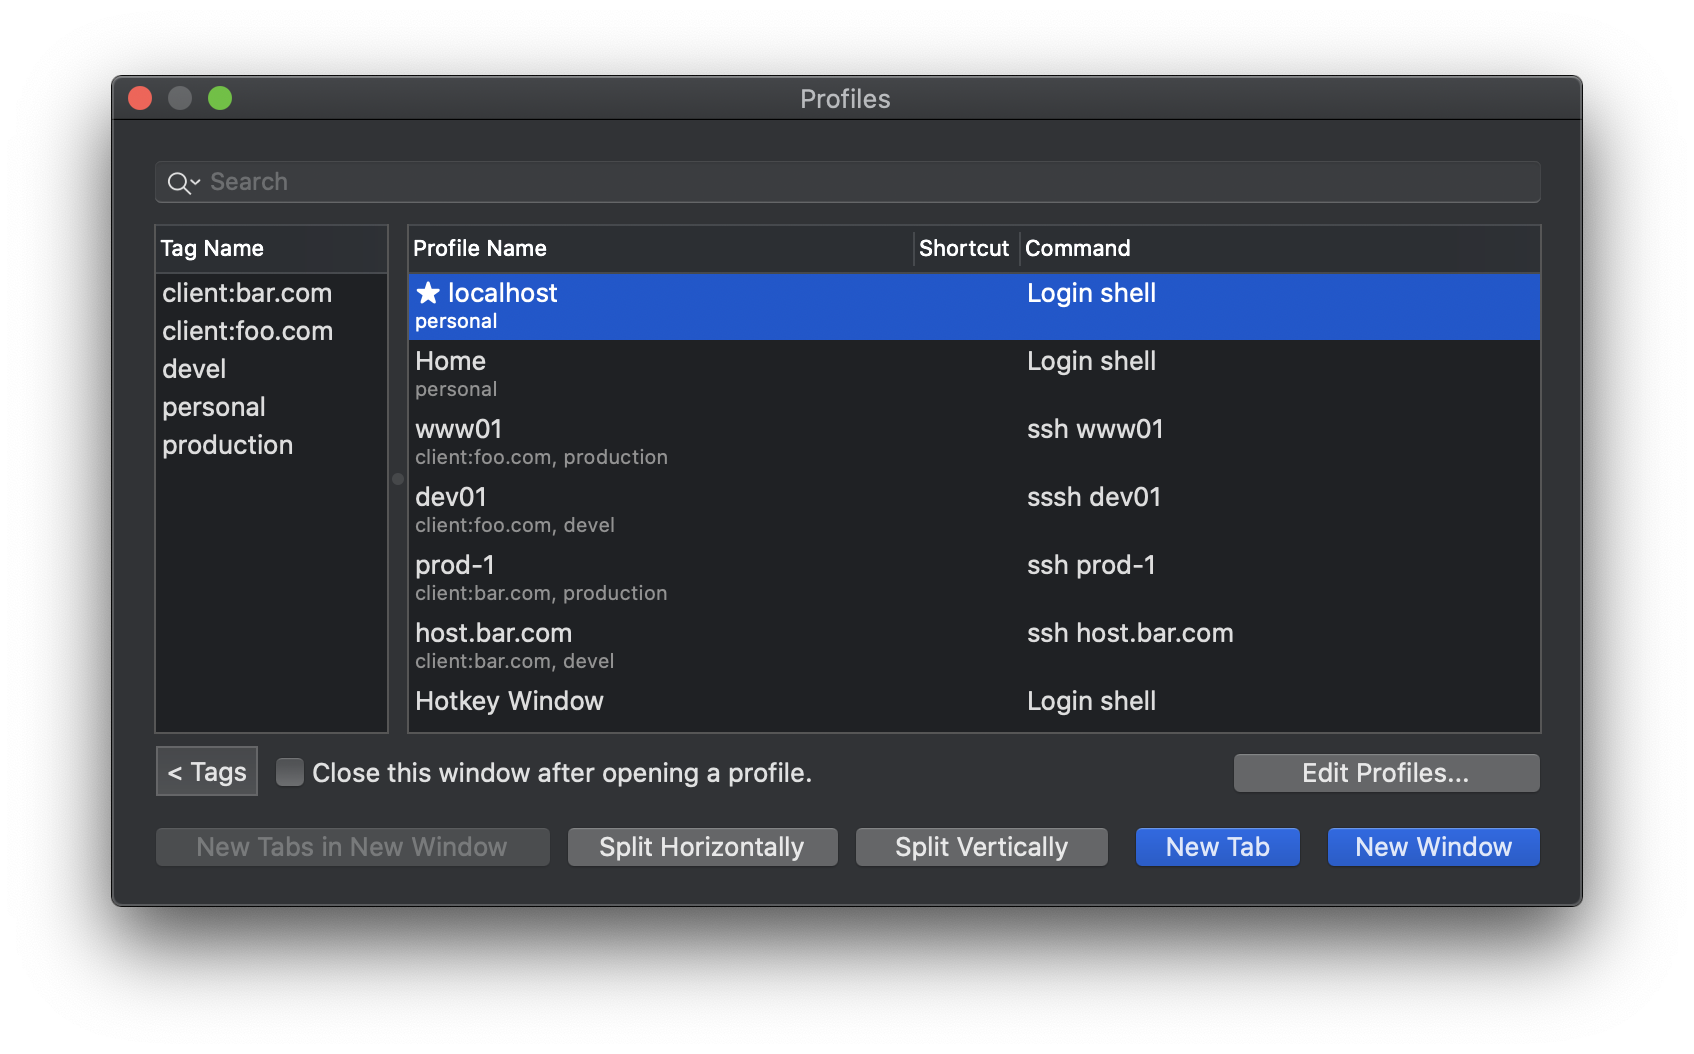 Profiles
Search
Tag Name
client:bar.com
client:foo.com
devel
personal
production
Profile Name Shortcut Command
★ localhost Login shell
personal
Home Login shell
personal
www01 ssh www01
client:foo.com, production
dev01 sssh dev01
client:foo.com, devel
prod-1 ssh prod-1
client:bar.com, production
host.bar.com ssh host.bar.com
client:bar.com, devel
Hotkey Window Login shell
< Tags Close this window after opening a profile. Edit Profiles...
New Tabs in New Window Split Horizontally Split Vertically New Tab New Window